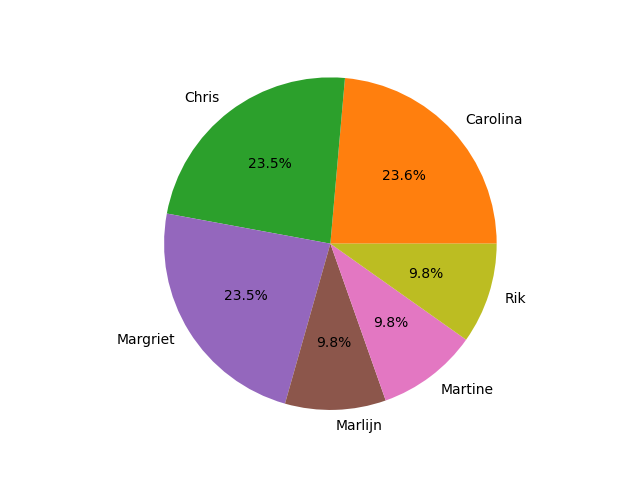 Chris
Carolina
23.5%
23.6%
9.8%
Rik
23.5%
9.8%
Margriet
9.8%
Martine
Marlijn